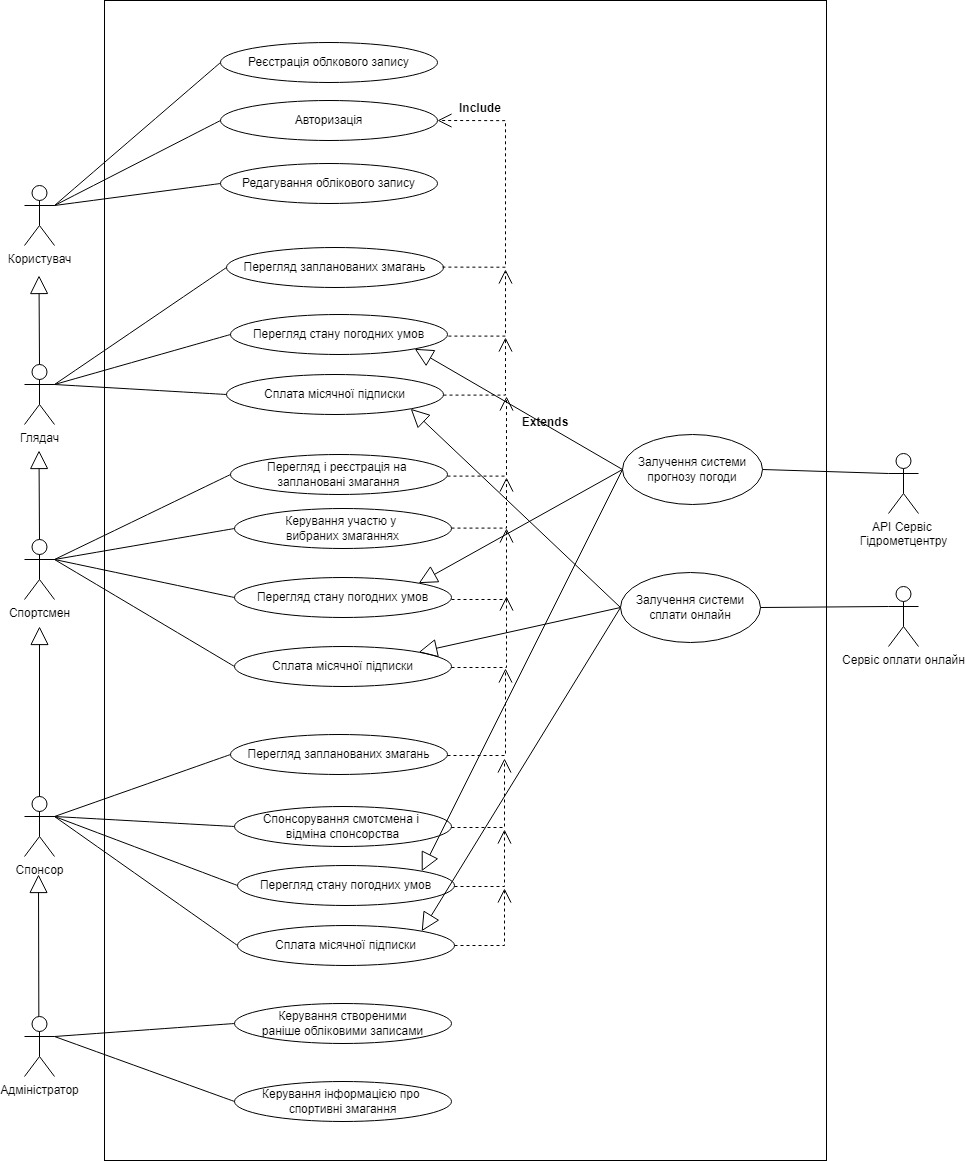 Реєстрація облкового запису
Include
Авторизація
Редагування облікового запису
Користувач
Перегляд запланованих змагань
Перегляд стану погодних умов
Сплата місячної підписки
Extends
Глядач
Перегляд і реєстрація на
заплановані змагання
Залучення системи
прогнозу погоди
Керування участю у
вибраних змаганнях
АРІ Сервіс
Гідрометцентру
Перегляд стану погодних умов
Залучення системи
сплати онлайн
Спортсмен
Сплата місячної підписки
Сервіс оплати онлайн
Перегляд запланованих змагань
Спонсорування смотсмена і
відміна спонсорства
Спонсор
Перегляд стану погодних умов
Сплата місячної підписки
Керування створеними
раніше обліковими записами
Адміністратор
Керування інформацією про
спортивні змагання